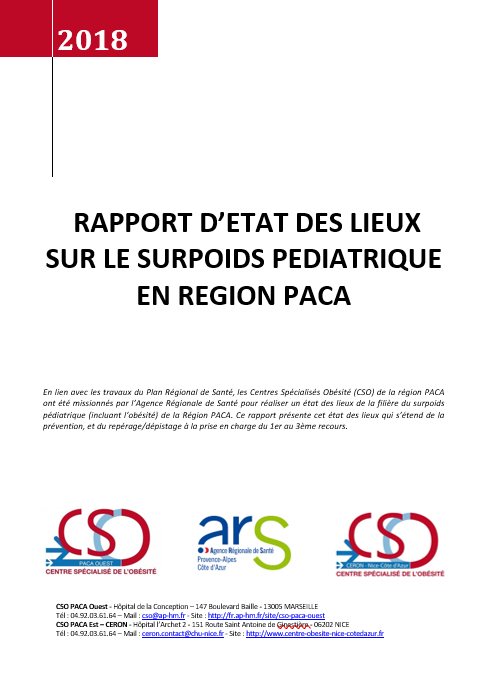 2018
RAPPORT D’ETAT DES LIEUX
SUR LE SURPOIDS PEDIATRIQUE
EN REGION PACA
En lien avec les travaux du Plan Régional de Santé, les Centres Spécialisés Obésité (CSO) de la région PACA
ont été missionnés par l’Agence Régionale de Santé pour réaliser un état des lieux de la filière du surpoids
pédiatrique (incluant l’obésité) de la Région PACA. Ce rapport présente cet état des lieux qui s’étend de la
prévention, et du repérage/dépistage à la prise en charge du 1er au 3ème recours.
CSO
PACA OUEST
CENTRE SPÉCIALISÉ DE L'OBÉSITÉ
ars
Agence Régionale de Santé
Provence-Alpes
Côte d'Azur
CSO
CERON - Nice-Côte d'Azur
CENTRE SPÉCIALISÉ DE L'OBÉSITÉ
CSO PACA Ouest - Hôpital de la Conception – 147 Boulevard Baille - 13005 MARSEILLE
Tél : 04.92.03.61.64 – Mail : cso@ap-hm.fr - Site : http://fr.ap-hm.fr/site/cso-paca-ouest
CSO PACA Est – CERON - Hôpital l’Archet 2 - 151 Route Saint Antoine de Ginestière - 06202 NICE
Tél : 04.92.03.61.64 – Mail : ceron.contact@chu-nice.fr - Site : http://www.centre-obesite-nice-cotedazur.fr